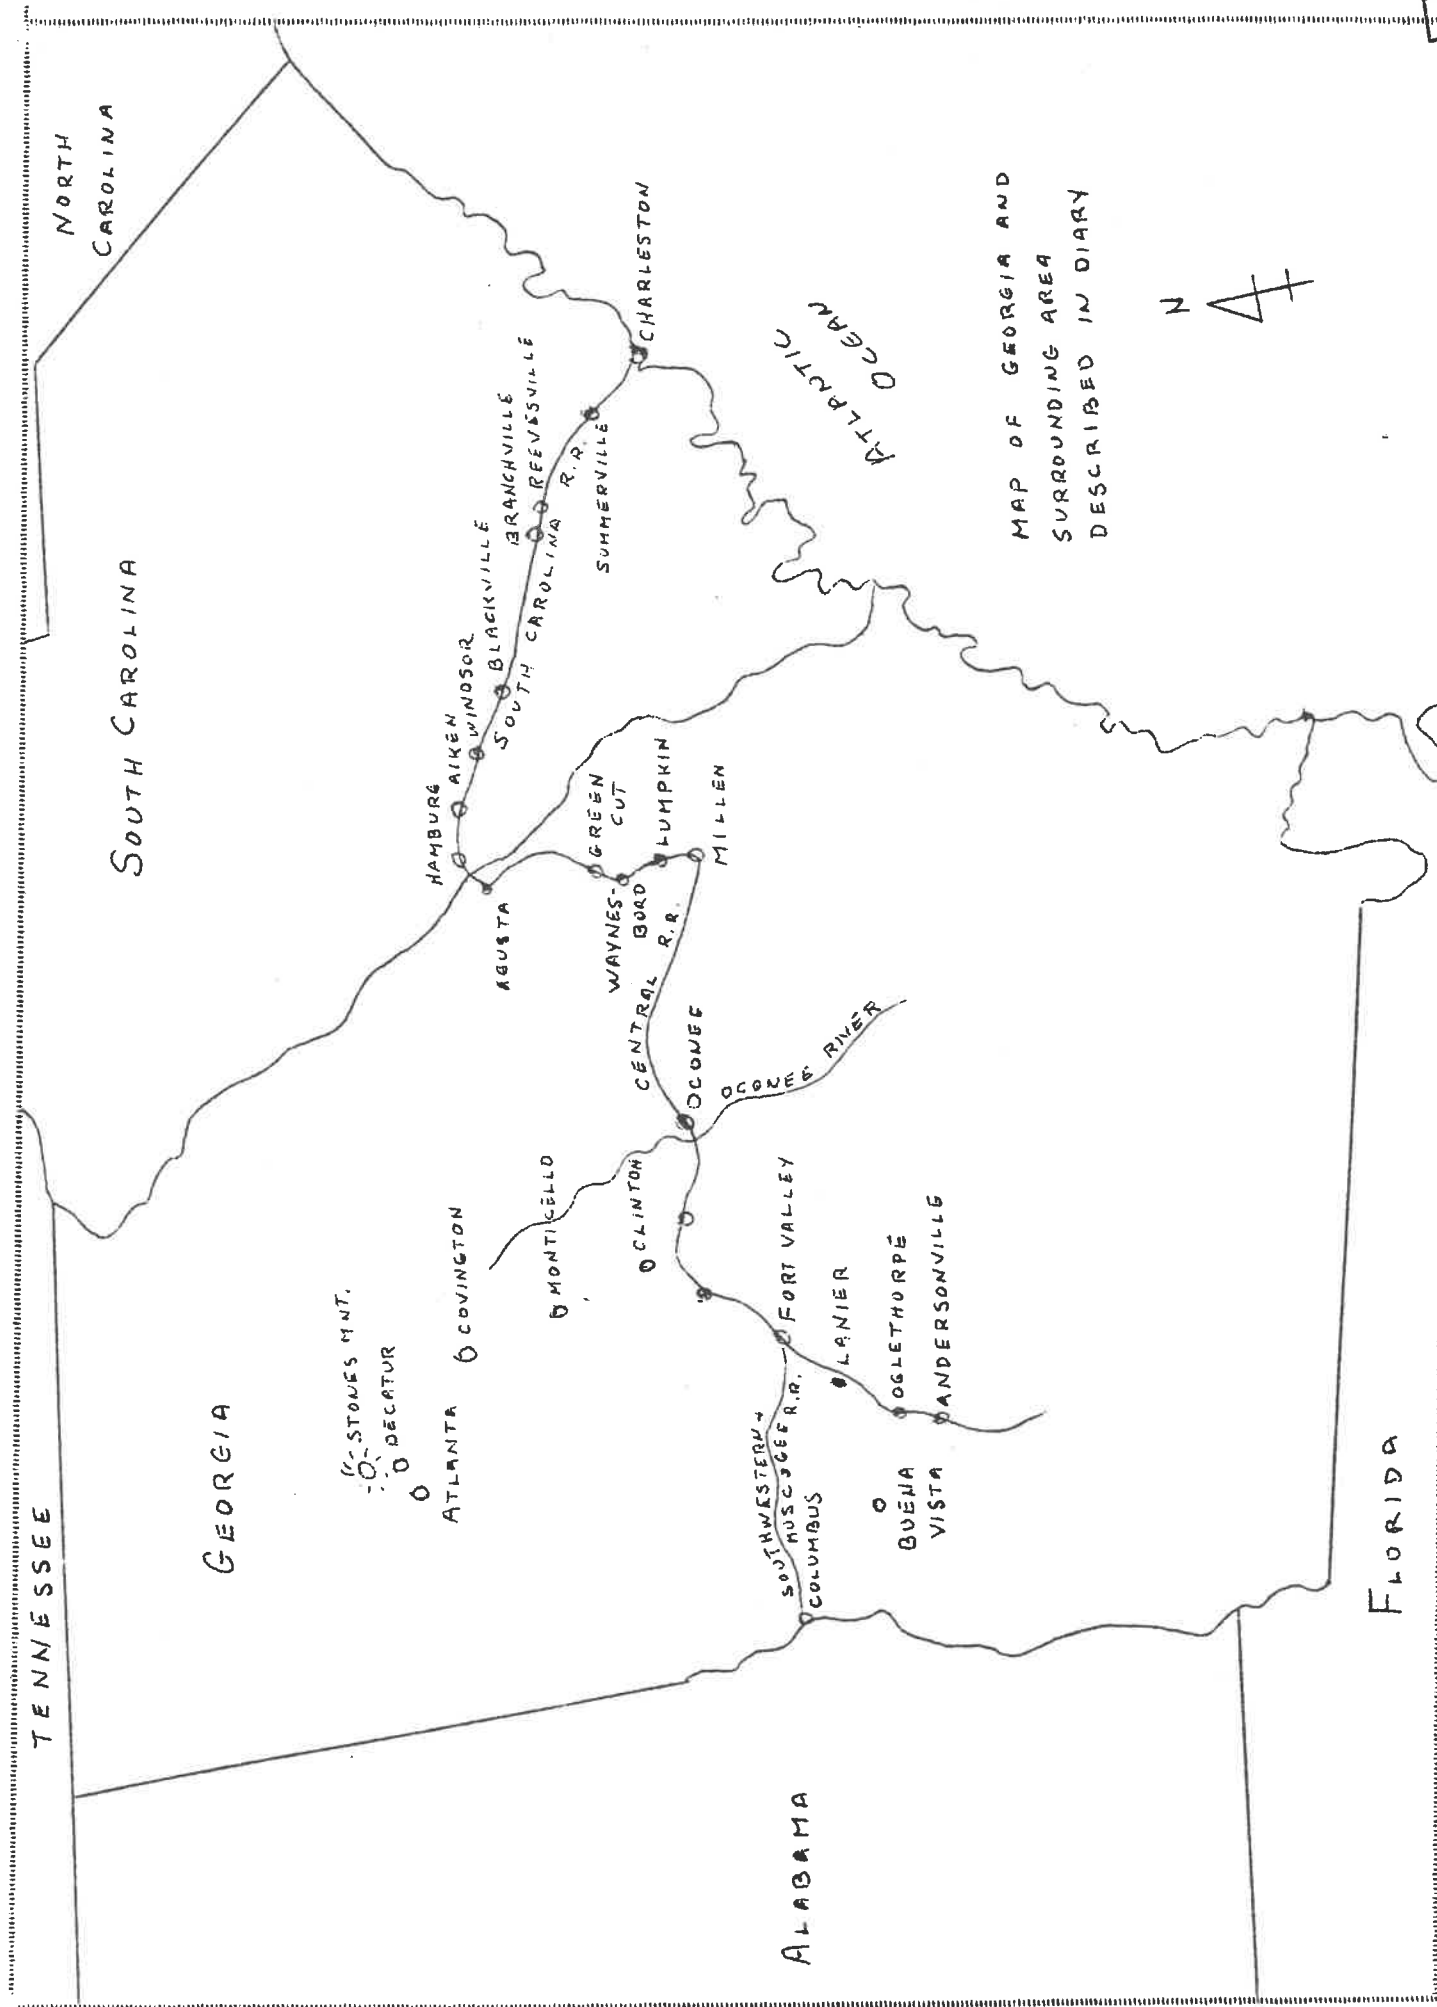 TENNESSEE
NORTH
CAROLINA
SOUTH CAROLINA
GEORGIA
STONES MNT.
DECATUR
ATLANTA
COVINGTON
MONTICELLO
CLINTON
HAMBURG
AIKEN
WINDSOR
BLACKVILLE
BRANCHVILLE
REEVESVILLE
SOUTH CAROLINA R.R.
SUMMERVILLE
CHARLESTON
AGUSTA
GREEN
CUT
WAYNES-
BORO
LUMPKIN
MILLEN
CENTRAL R.R.
OCONEE
OCONEE RIVER
FORT VALLEY
LANIER
OGLETHORPE
ANDERSONVILLE
SOUTHWESTERN +
MUSCOGEE R.R.
COLUMBUS
BUENA
VISTA
ATLANTIC
OCEAN
ALABAMA
FLORIDA
MAP OF GEORGIA AND
SURROUNDING AREA
DESCRIBED IN DIARY
N